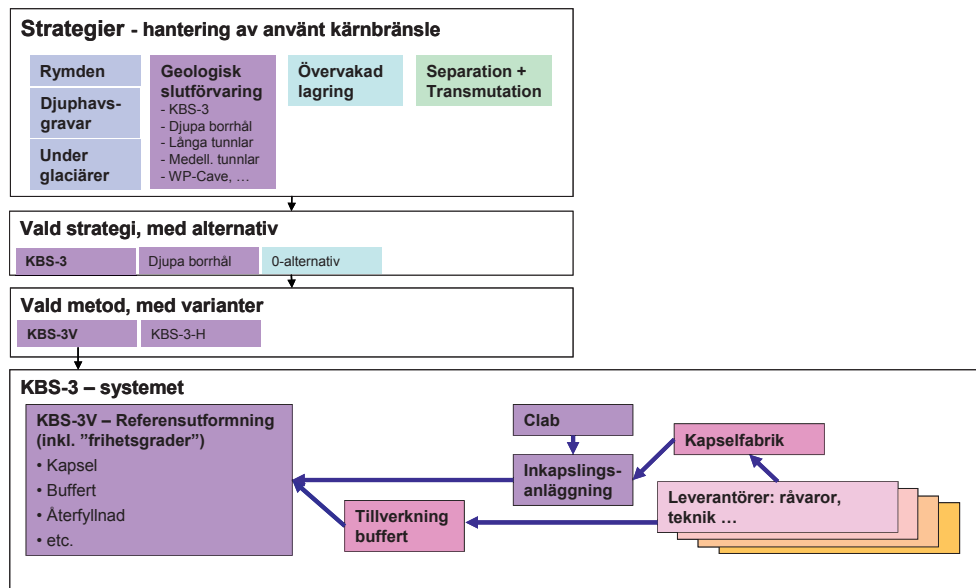 Strategier - hantering av använt kärnbränsle
Rymden
Djuphavs-
gravar
Under
glaciärer
Geologisk
slutförvaring
- KBS-3
- Djupa borrhål
- Långa tunnlar
- Medell. tunnlar
- WP-Cave, …
Övervakad
lagring
Separation +
Transmutation
Vald strategi, med alternativ
KBS-3
Djupa borrhål
0-alternativ
Vald metod, med varianter
KBS-3V
KBS-3-H
KBS-3 – systemet
KBS-3V – Referensutformning
(inkl. ”frihetsgrader”)
• Kapsel
• Buffert
• Återfyllnad
• etc.
Clab
Inkapslings-
anläggning
Kapselfabrik
Tillverkning
buffert
Leverantörer: råvaror,
teknik …